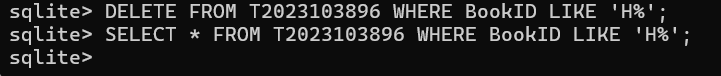 sqlite> DELETE FROM T2023103896 WHERE BookID LIKE 'H%';
sqlite> SELECT * FROM T2023103896 WHERE BookID LIKE 'H%';
sqlite>